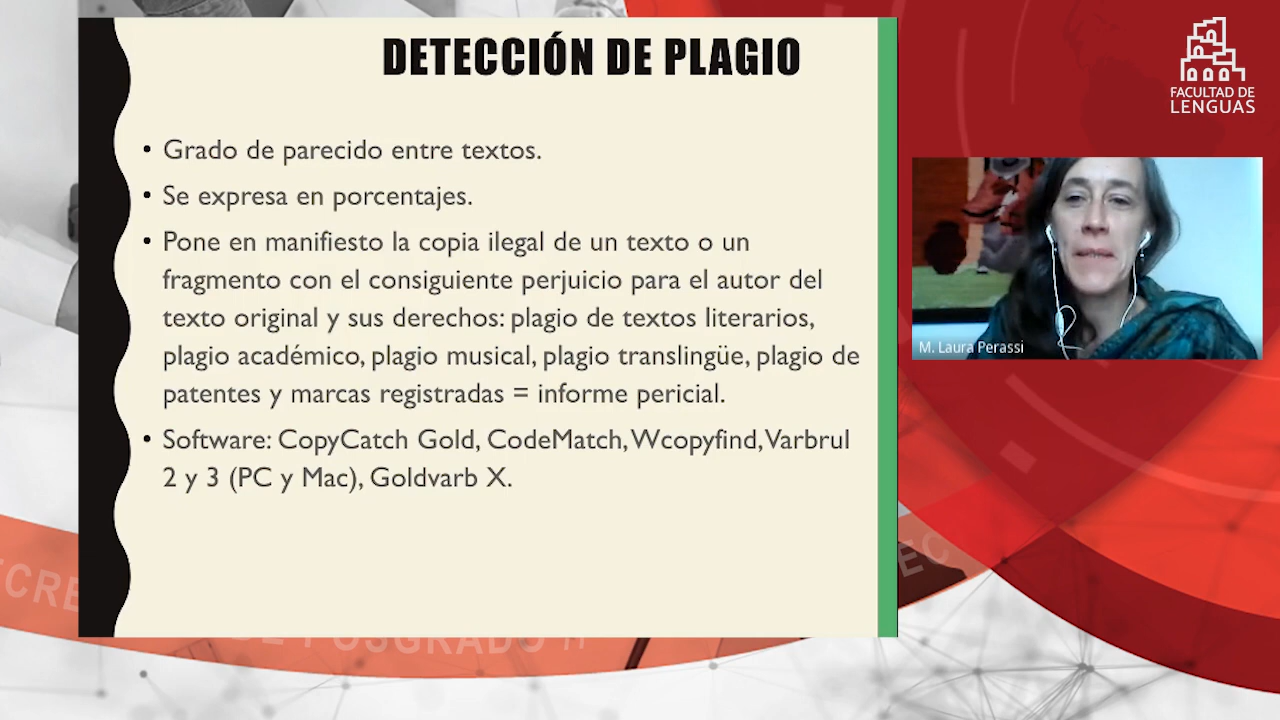 DETECCIÓN DE PLAGIO
• Grado de parecido entre textos.
• Se expresa en porcentajes.
• Pone en manifiesto la copia ilegal de un texto o un
fragmento con el consiguiente perjuicio para el autor del
texto original y sus derechos: plagio de textos literarios,
plagio académico, plagio musical, plagio translingüe, plagio de
patentes y marcas registradas = informe pericial.
• Software: CopyCatch Gold, CodeMatch, Wcopyfind, Varbrul
2 y 3 (PC y Mac), Goldvarb X.
FACULTAD DE
LENGUAS
M. Laura Perassi
POSGRADO //